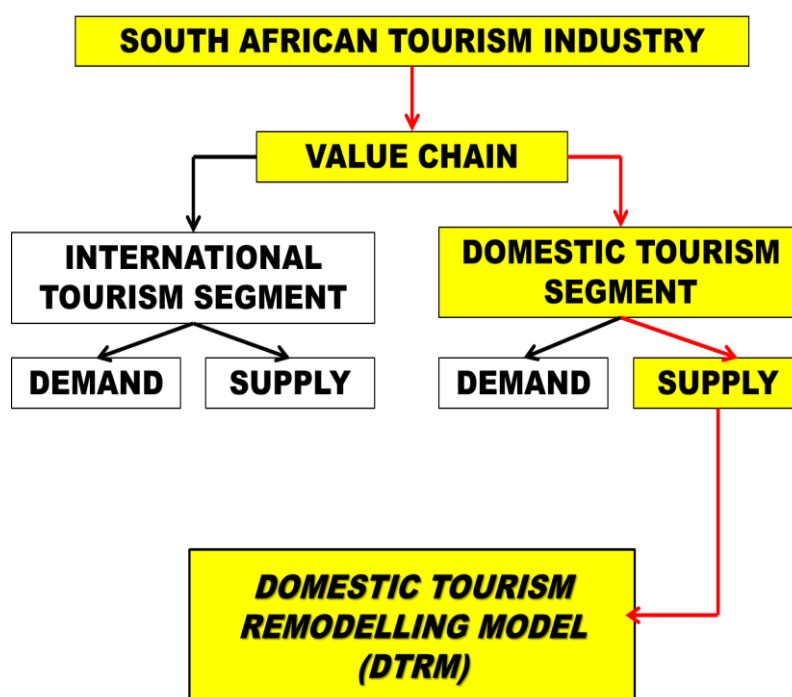 SOUTH AFRICAN TOURISM INDUSTRY
VALUE CHAIN
INTERNATIONAL
TOURISM SEGMENT
DOMESTIC TOURISM
SEGMENT
DEMAND
SUPPLY
DEMAND
SUPPLY
DOMESTIC TOURISM
REMODELLING MODEL
(DTRM)